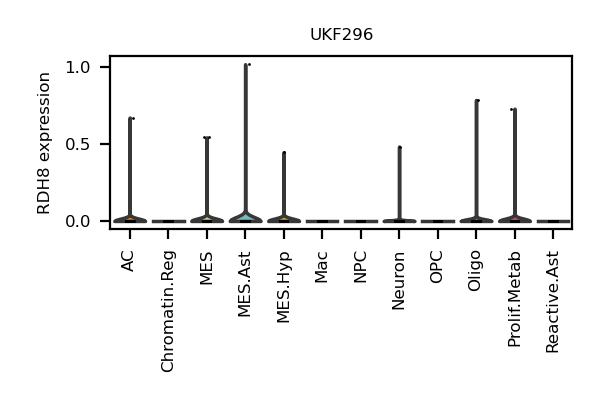 UKF296
RDH8 expression
1.0
0.5
0.0
AC
Chromatin.Reg
MES
MES.Ast
MES.Hyp
Mac
NPC
Neuron
OPC
Oligo
Prolif.Metab
Reactive.Ast